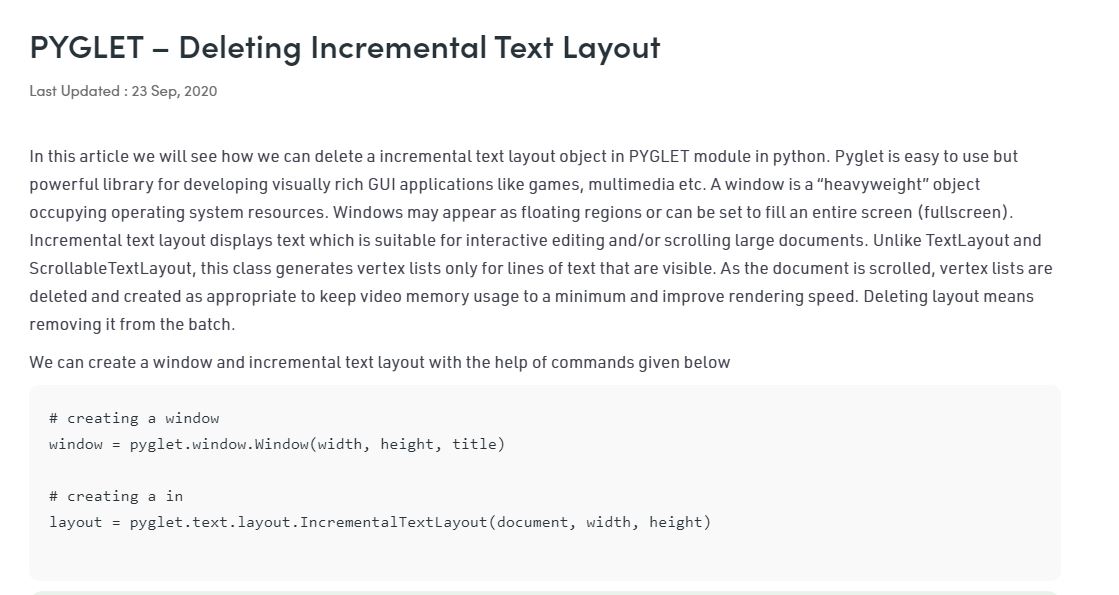 PYGLET – Deleting Incremental Text Layout
Last Updated : 23 Sep, 2020
In this article we will see how we can delete a incremental text layout object in PYGLET module in python. Pyglet is easy to use but
powerful library for developing visually rich GUI applications like games, multimedia etc. A window is a “heavyweight” object
occupying operating system resources. Windows may appear as floating regions or can be set to fill an entire screen (fullscreen).
Incremental text layout displays text which is suitable for interactive editing and/or scrolling large documents. Unlike TextLayout and
ScrollableTextLayout, this class generates vertex lists only for lines of text that are visible. As the document is scrolled, vertex lists are
deleted and created as appropriate to keep video memory usage to a minimum and improve rendering speed. Deleting layout means
removing it from the batch.
We can create a window and incremental text layout with the help of commands given below
# creating a window
window = pyglet.window.Window(width, height, title)
# creating a in
layout = pyglet.text.layout.IncrementalTextLayout(document, width, height)